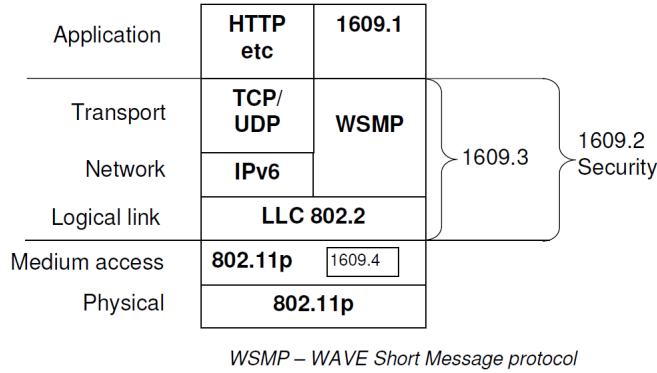 Application
HTTP
etc
1609.1
Transport
TCP/
UDP
WSMP
Network
IPv6
Logical link
LLC 802.2
1609.3
1609.2
Security
Medium access
802.11p
1609.4
Physical
802.11p
WSMP – WAVE Short Message protocol